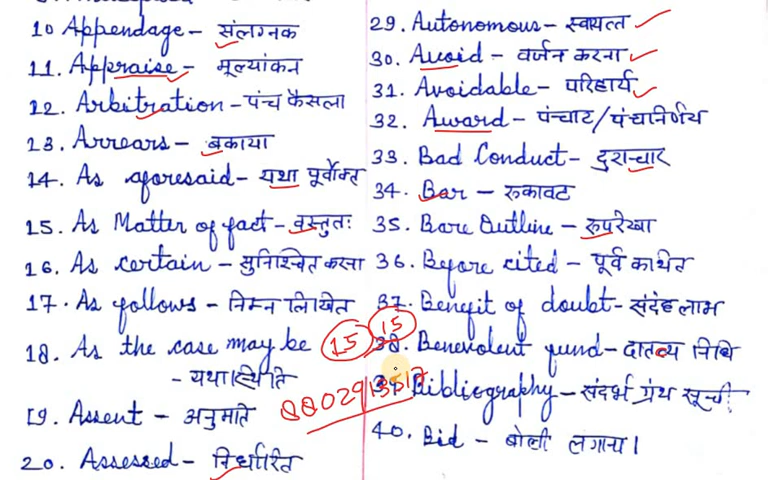 10 Appendage - संलग्नक
11. Appraise - मूल्यांकन
12. Arbitration - पंच फैसला
13. Arrears - बकाया
14. As aforesaid - यथा पूर्वोक्त
15. As Matter of fact - वस्तुतः
16. As certain - सुनिश्चित करना
17. As follows - निम्न लिखित
18. As the case may be
- यथास्थिति
19. Assent - अनुमति
20. Assessed - निर्धारित
15
29. Autonomous - स्वायत्त
30. Avoid - वर्जन करना
31. Avoidable - परिहार्य
32. Award - पंचाट/पंचनिर्णय
33. Bad Conduct - दुराचार
34. Bar - रुकावट
35. Bare Outline - रुपरेखा
36. Before cited - पूर्व कथित
37. Benefit of doubt - संदेह लाभ
15
38. Benevolent fund - दातव्य निधि
39. Bibliography - संदर्भ ग्रंथ सूची
40. Bid - बोली लगाना।